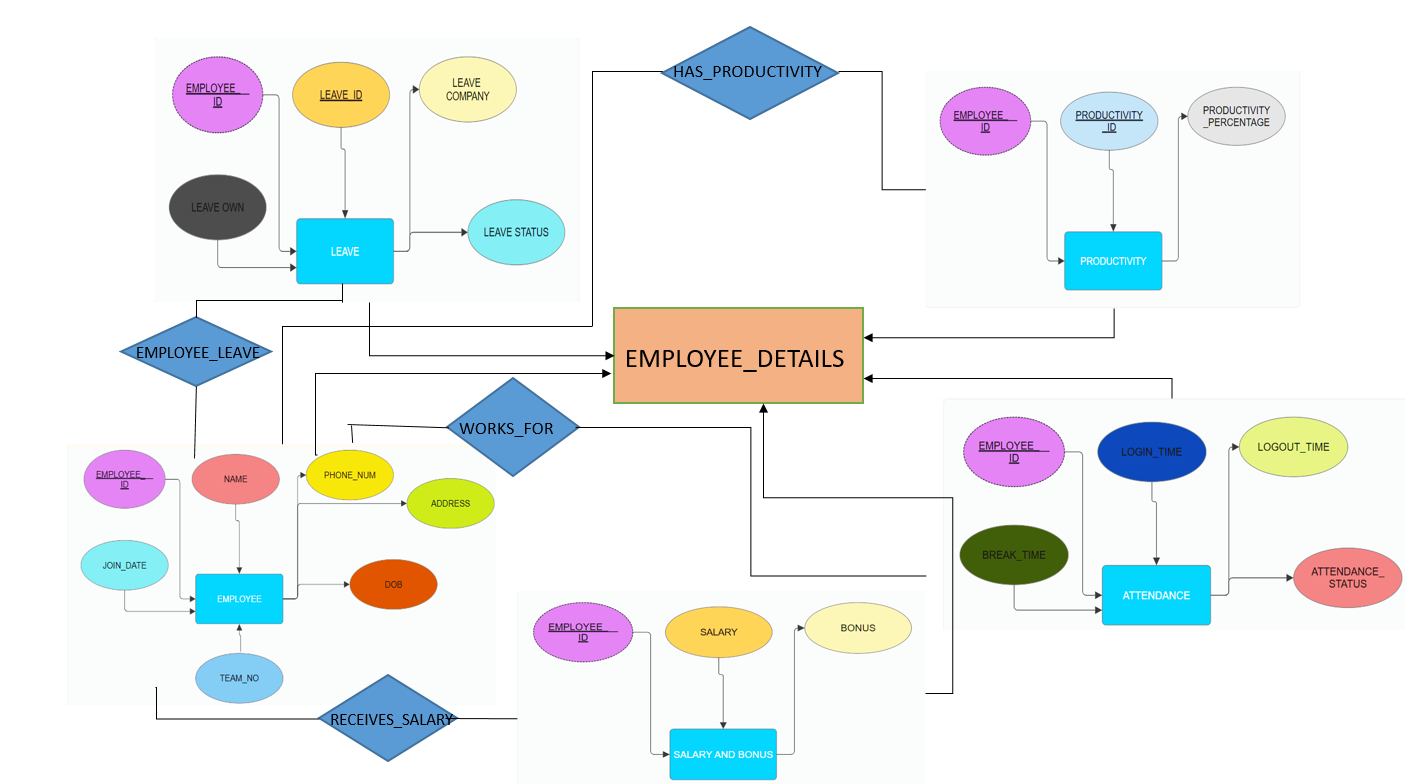 HAS_PRODUCTIVITY
EMPLOYEE_
ID
LEAVE_ID
LEAVE
COMPANY
LEAVE OWN
LEAVE STATUS
LEAVE
EMPLOYEE_
ID
PRODUCTIVITY
_ID
PRODUCTIVITY
_PERCENTAGE
PRODUCTIVITY
EMPLOYEE_LEAVE
EMPLOYEE_DETAILS
WORKS_FOR
EMPLOYEE_
ID
NAME
PHONE_NUM
ADDRESS
JOIN_DATE
EMPLOYEE
DOB
TEAM_NO
EMPLOYEE_
ID
LOGIN_TIME
LOGOUT_TIME
BREAK_TIME
ATTENDANCE_
STATUS
ATTENDANCE
RECEIVES_SALARY
EMPLOYEE_
ID
SALARY
BONUS
SALARY AND BONUS